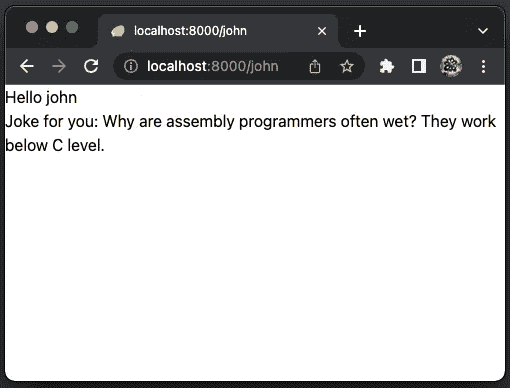 localhost:8000/john
localhost:8000/john
Hello john
Joke for you: Why are assembly programmers often wet? They work
below C level.